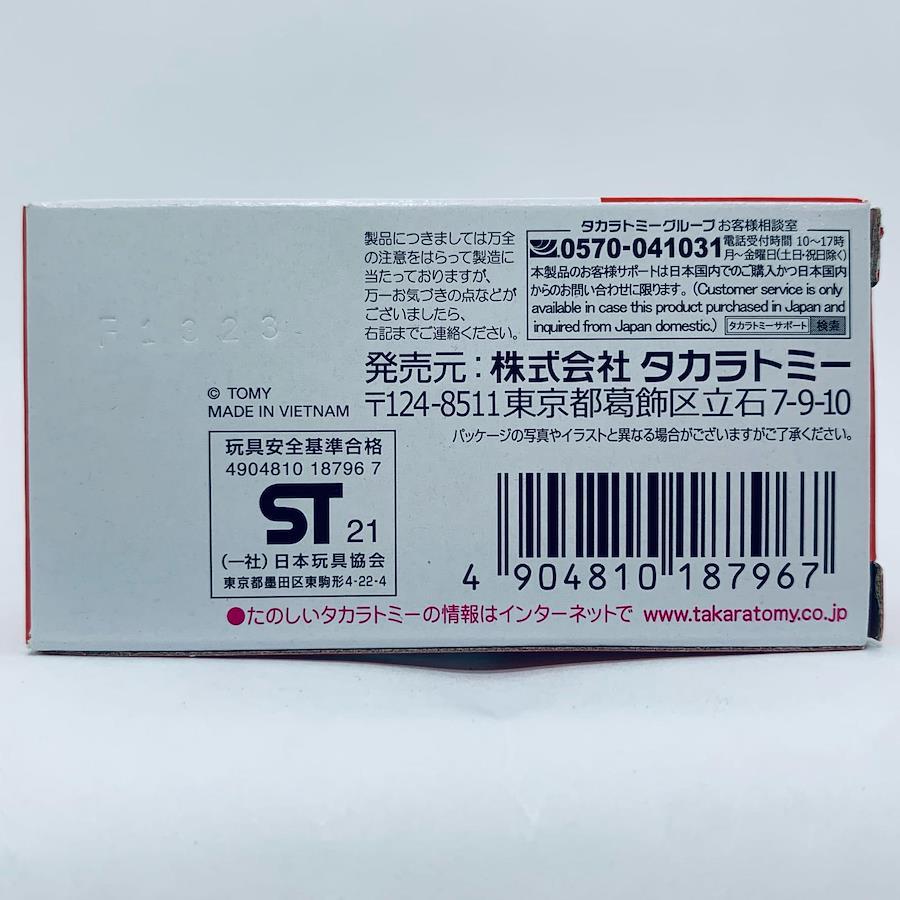 F1323
© TOMY
MADE IN VIETNAM
玩具安全基準合格
4904810 18796 7
ST 21
(一社)日本玩具協会
東京都墨田区東駒形4-22-4
製品につきましては万全
の注意をはらって製造に
当たっておりますが、
万一お気づきの点などが
ございましたら、
右記までご連絡ください。
タカラトミーグループ お客様相談室
0570-041031 電話受付時間 10〜17時
月〜金曜日(土・日・祝日除く)
本製品のお客様サポートは日本国内でのご購入かつ日本国内
からのお問い合わせに限ります。(Customer service is only
available in case this product purchased in Japan and
inquired from Japan domestic.) タカラトミーサポート 検索
発売元:株式会社 タカラトミー
〒124-8511 東京都葛飾区立石7-9-10
パッケージの写真やイラストと異なる場合がございますがご了承ください。
4 904810 187967
●たのしいタカラトミーの情報はインターネットで www.takaratomy.co.jp